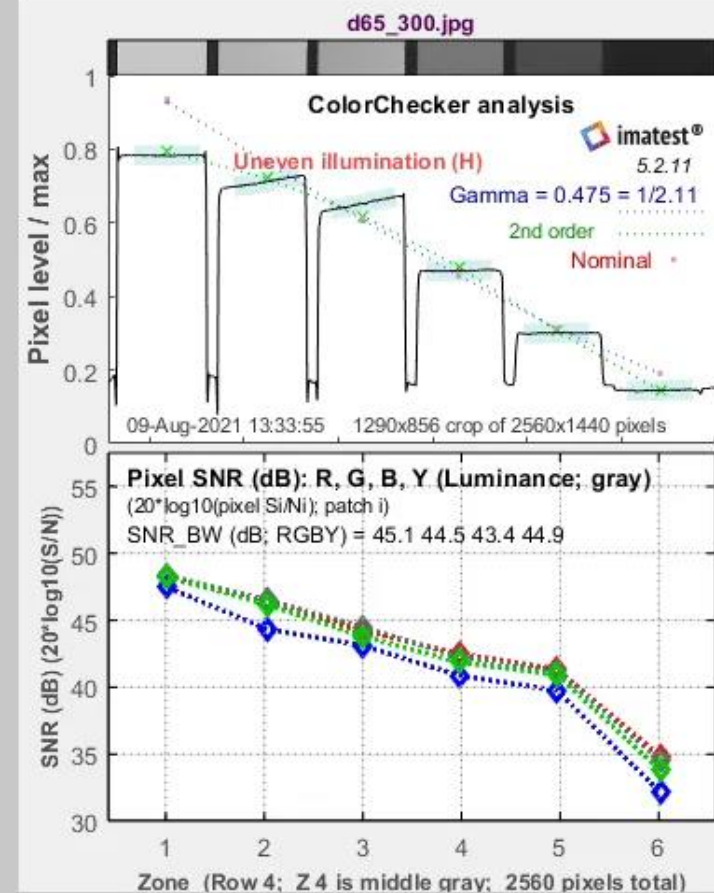 d65_300.jpg
1
ColorChecker analysis
imatest®
0.8
Uneven illumination (H)
5.2.11
Gamma = 0.475 = 1/2.11
0.6
2nd order
Nominal
0.4
Pixel level / max
0.2
09-Aug-2021 13:33:55 1290x856 crop of 2560x1440 pixels
0
Pixel SNR (dB): R, G, B, Y (Luminance; gray)
55
(20*log10(pixel Si/Ni); patch i)
SNR_BW (dB; RGBY) = 45.1 44.5 43.4 44.9
50
45
SNR (dB) (20*log10(S/N))
40
35
30
1 2 3 4 5 6
Zone (Row 4; Z 4 is middle gray; 2560 pixels total)